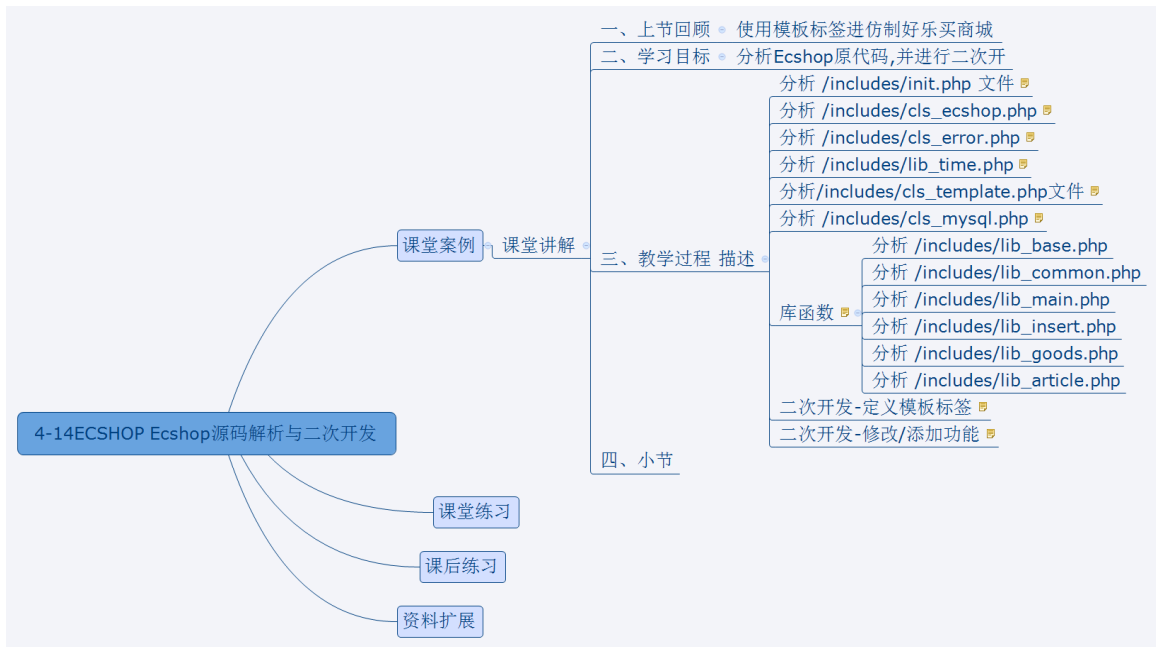 一、上节回顾 使用模板标签进仿制好乐买商城
二、学习目标 分析Ecshop原代码,并进行二次开
分析 /includes/init.php 文件
分析 /includes/cls_ecshop.php
分析 /includes/cls_error.php
分析 /includes/lib_time.php
分析/includes/cls_template.php文件
分析 /includes/cls_mysql.php
课堂案例 课堂讲解
三、教学过程 描述
分析 /includes/lib_base.php
分析 /includes/lib_common.php
分析 /includes/lib_main.php
库函数
分析 /includes/lib_insert.php
分析 /includes/lib_goods.php
分析 /includes/lib_article.php
二次开发-定义模板标签
二次开发-修改/添加功能
4-14ECSHOP Ecshop源码解析与二次开发
四、小节
课堂练习
课后练习
资料扩展